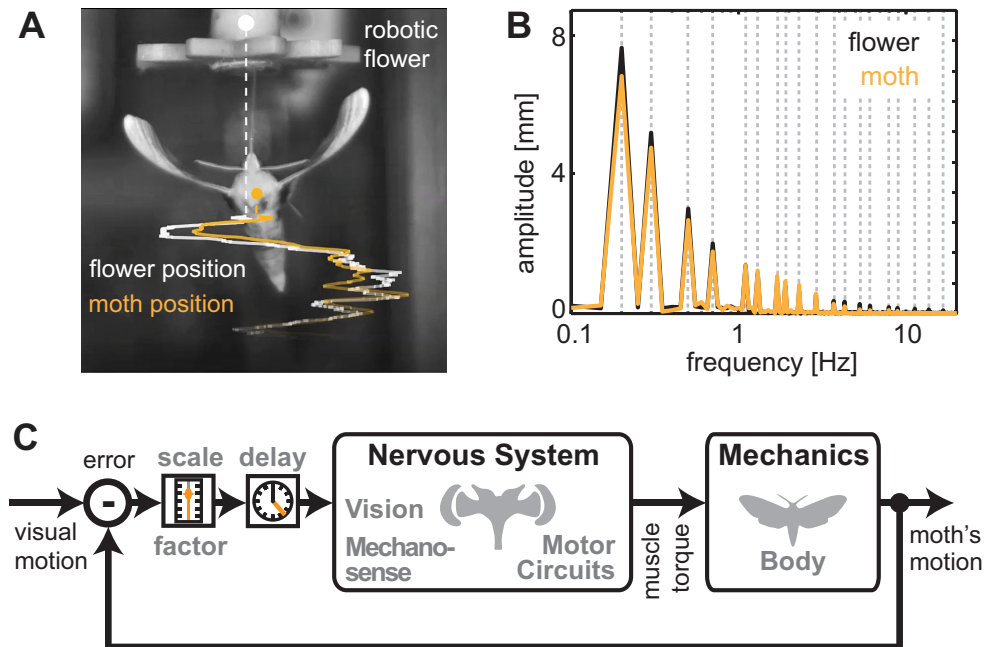 A
robotic
flower
flower position
moth position
B
flower
moth
8
4
0
amplitude [mm]
0.1
1
10
frequency [Hz]
C
error
-
visual
motion
scale
factor
delay
Nervous System
Vision
Mechano-
sense
Motor
Circuits
muscle
torque
Mechanics
Body
moth's
motion